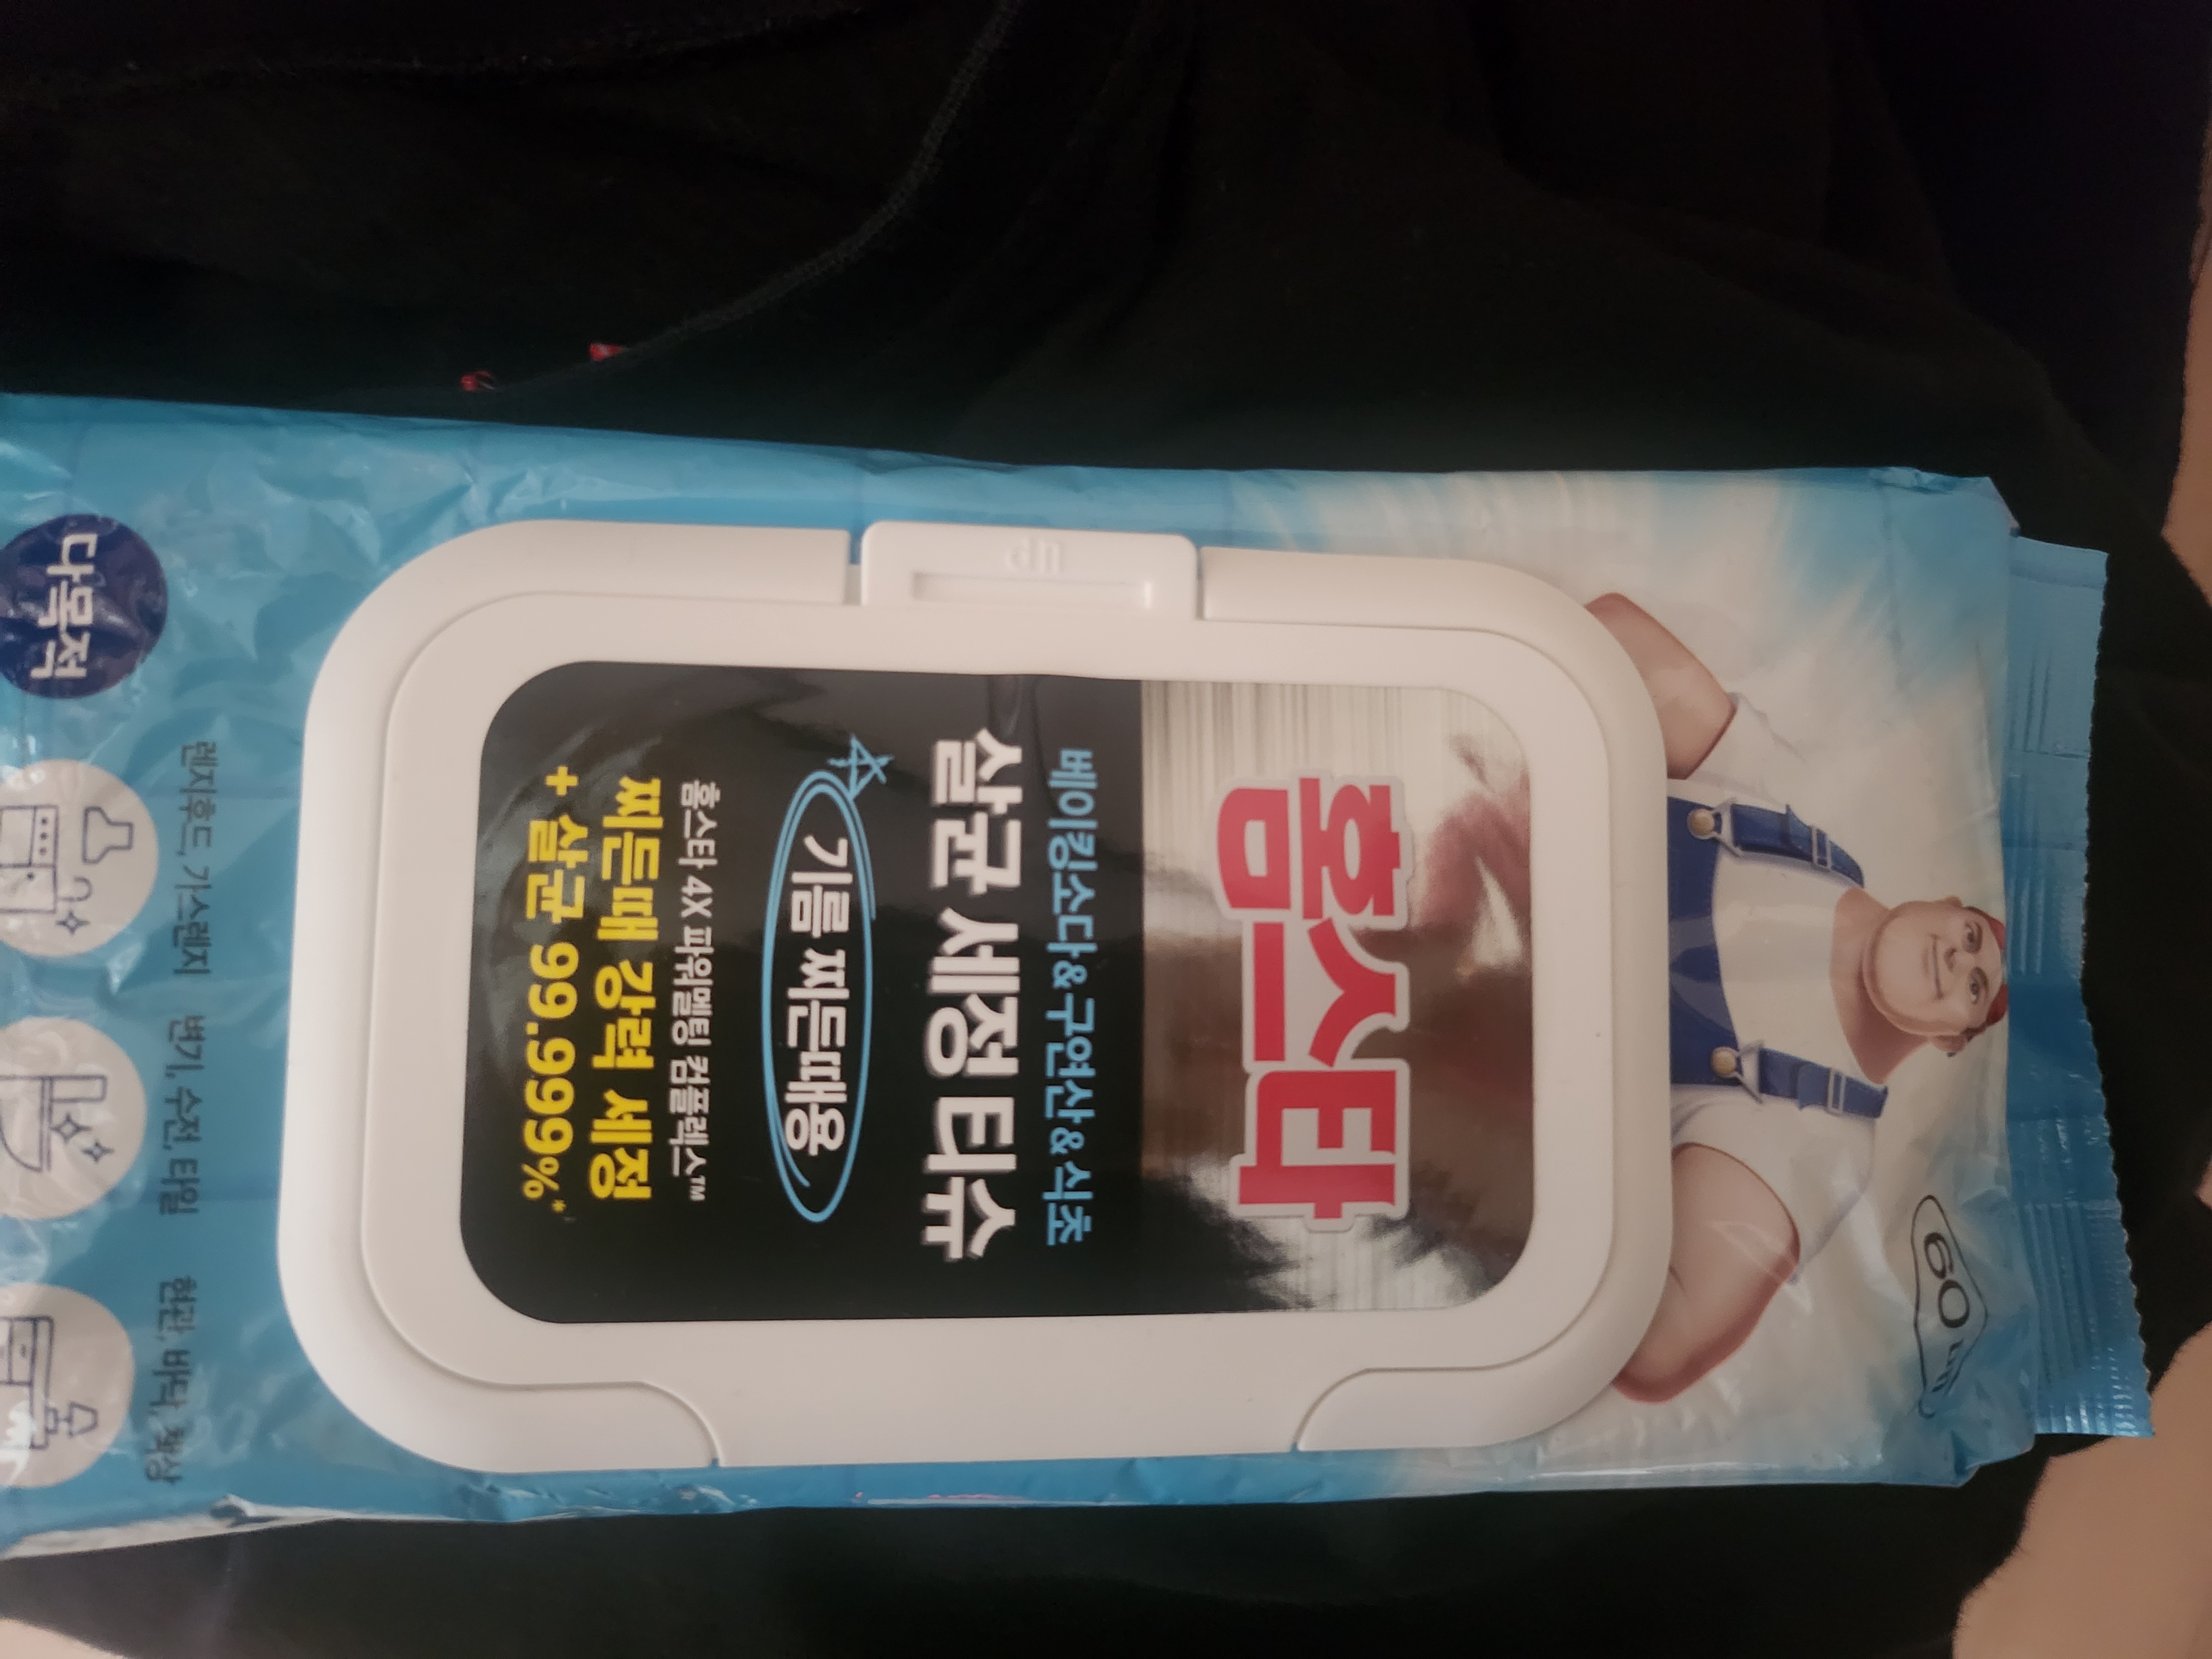 60매
홈스타
베이킹소다&구연산&식초
살균 세정 티슈
기름 찌든때용
홈스타 4X 파워멜팅 컴플렉스™
찌든때 강력 세정
+ 살균 99.999%*
다목적
렌지후드, 가스렌지
변기, 수전, 타일
현관, 바닥, 책상